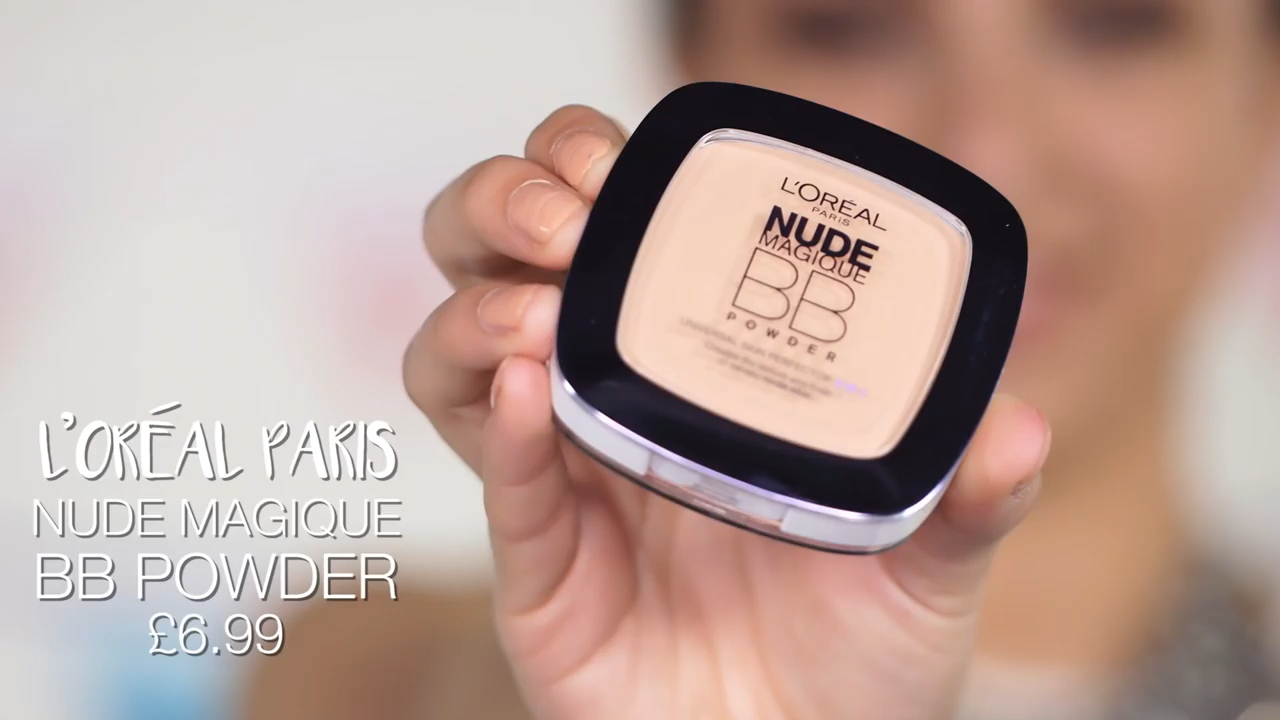 L'ORÉAL
PARIS
NUDE
MAGIQUE
BB
POWDER
UNIVERSAL SKIN PERFECTOR
L'ORÉAL PARIS
NUDE MAGIQUE
BB POWDER
£6.99